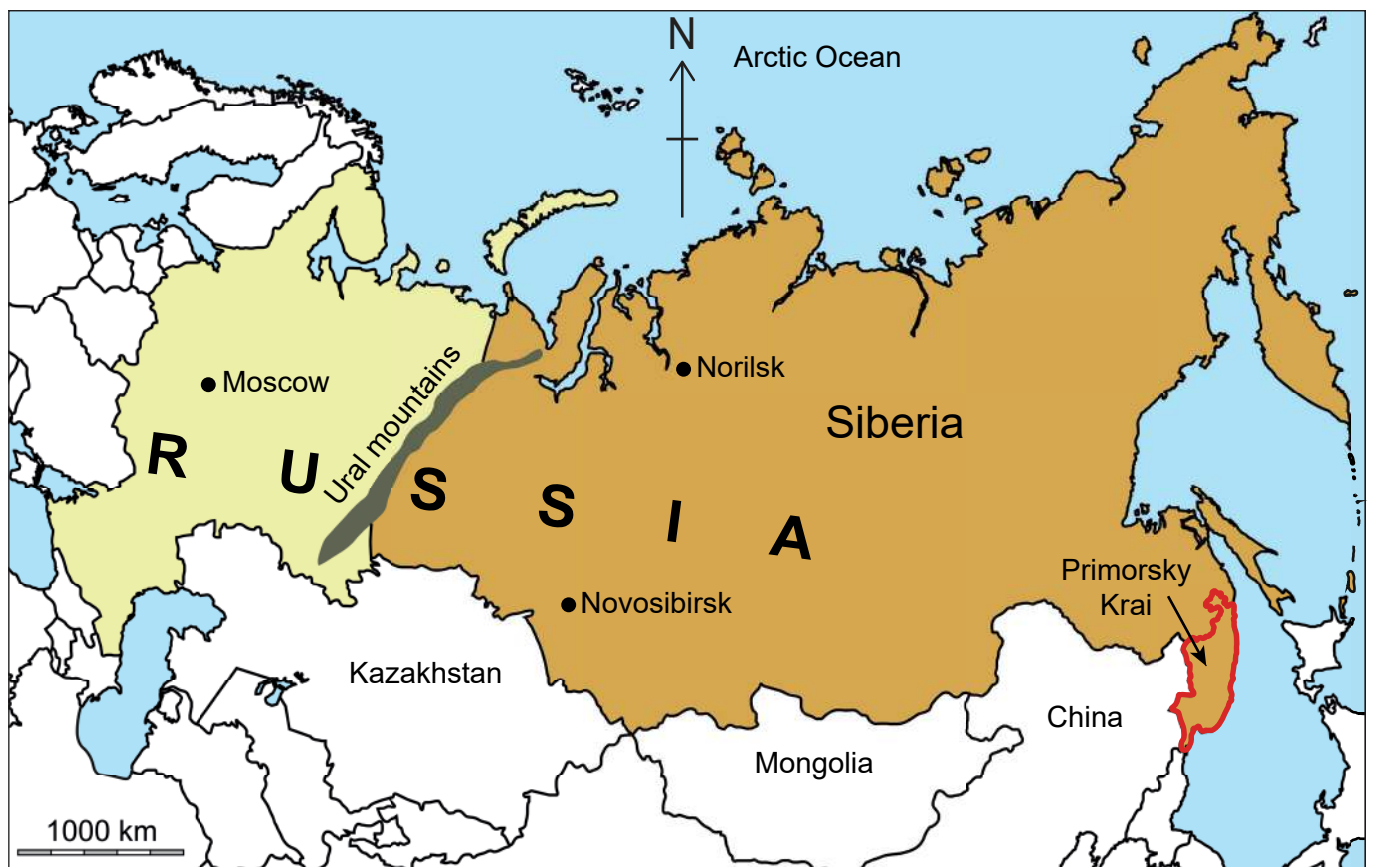 N
Arctic Ocean
Norilsk
Moscow
Ural mountains
Siberia
R U S S I A
Primorsky
Krai
Novosibirsk
Kazakhstan
China
Mongolia
1000 km